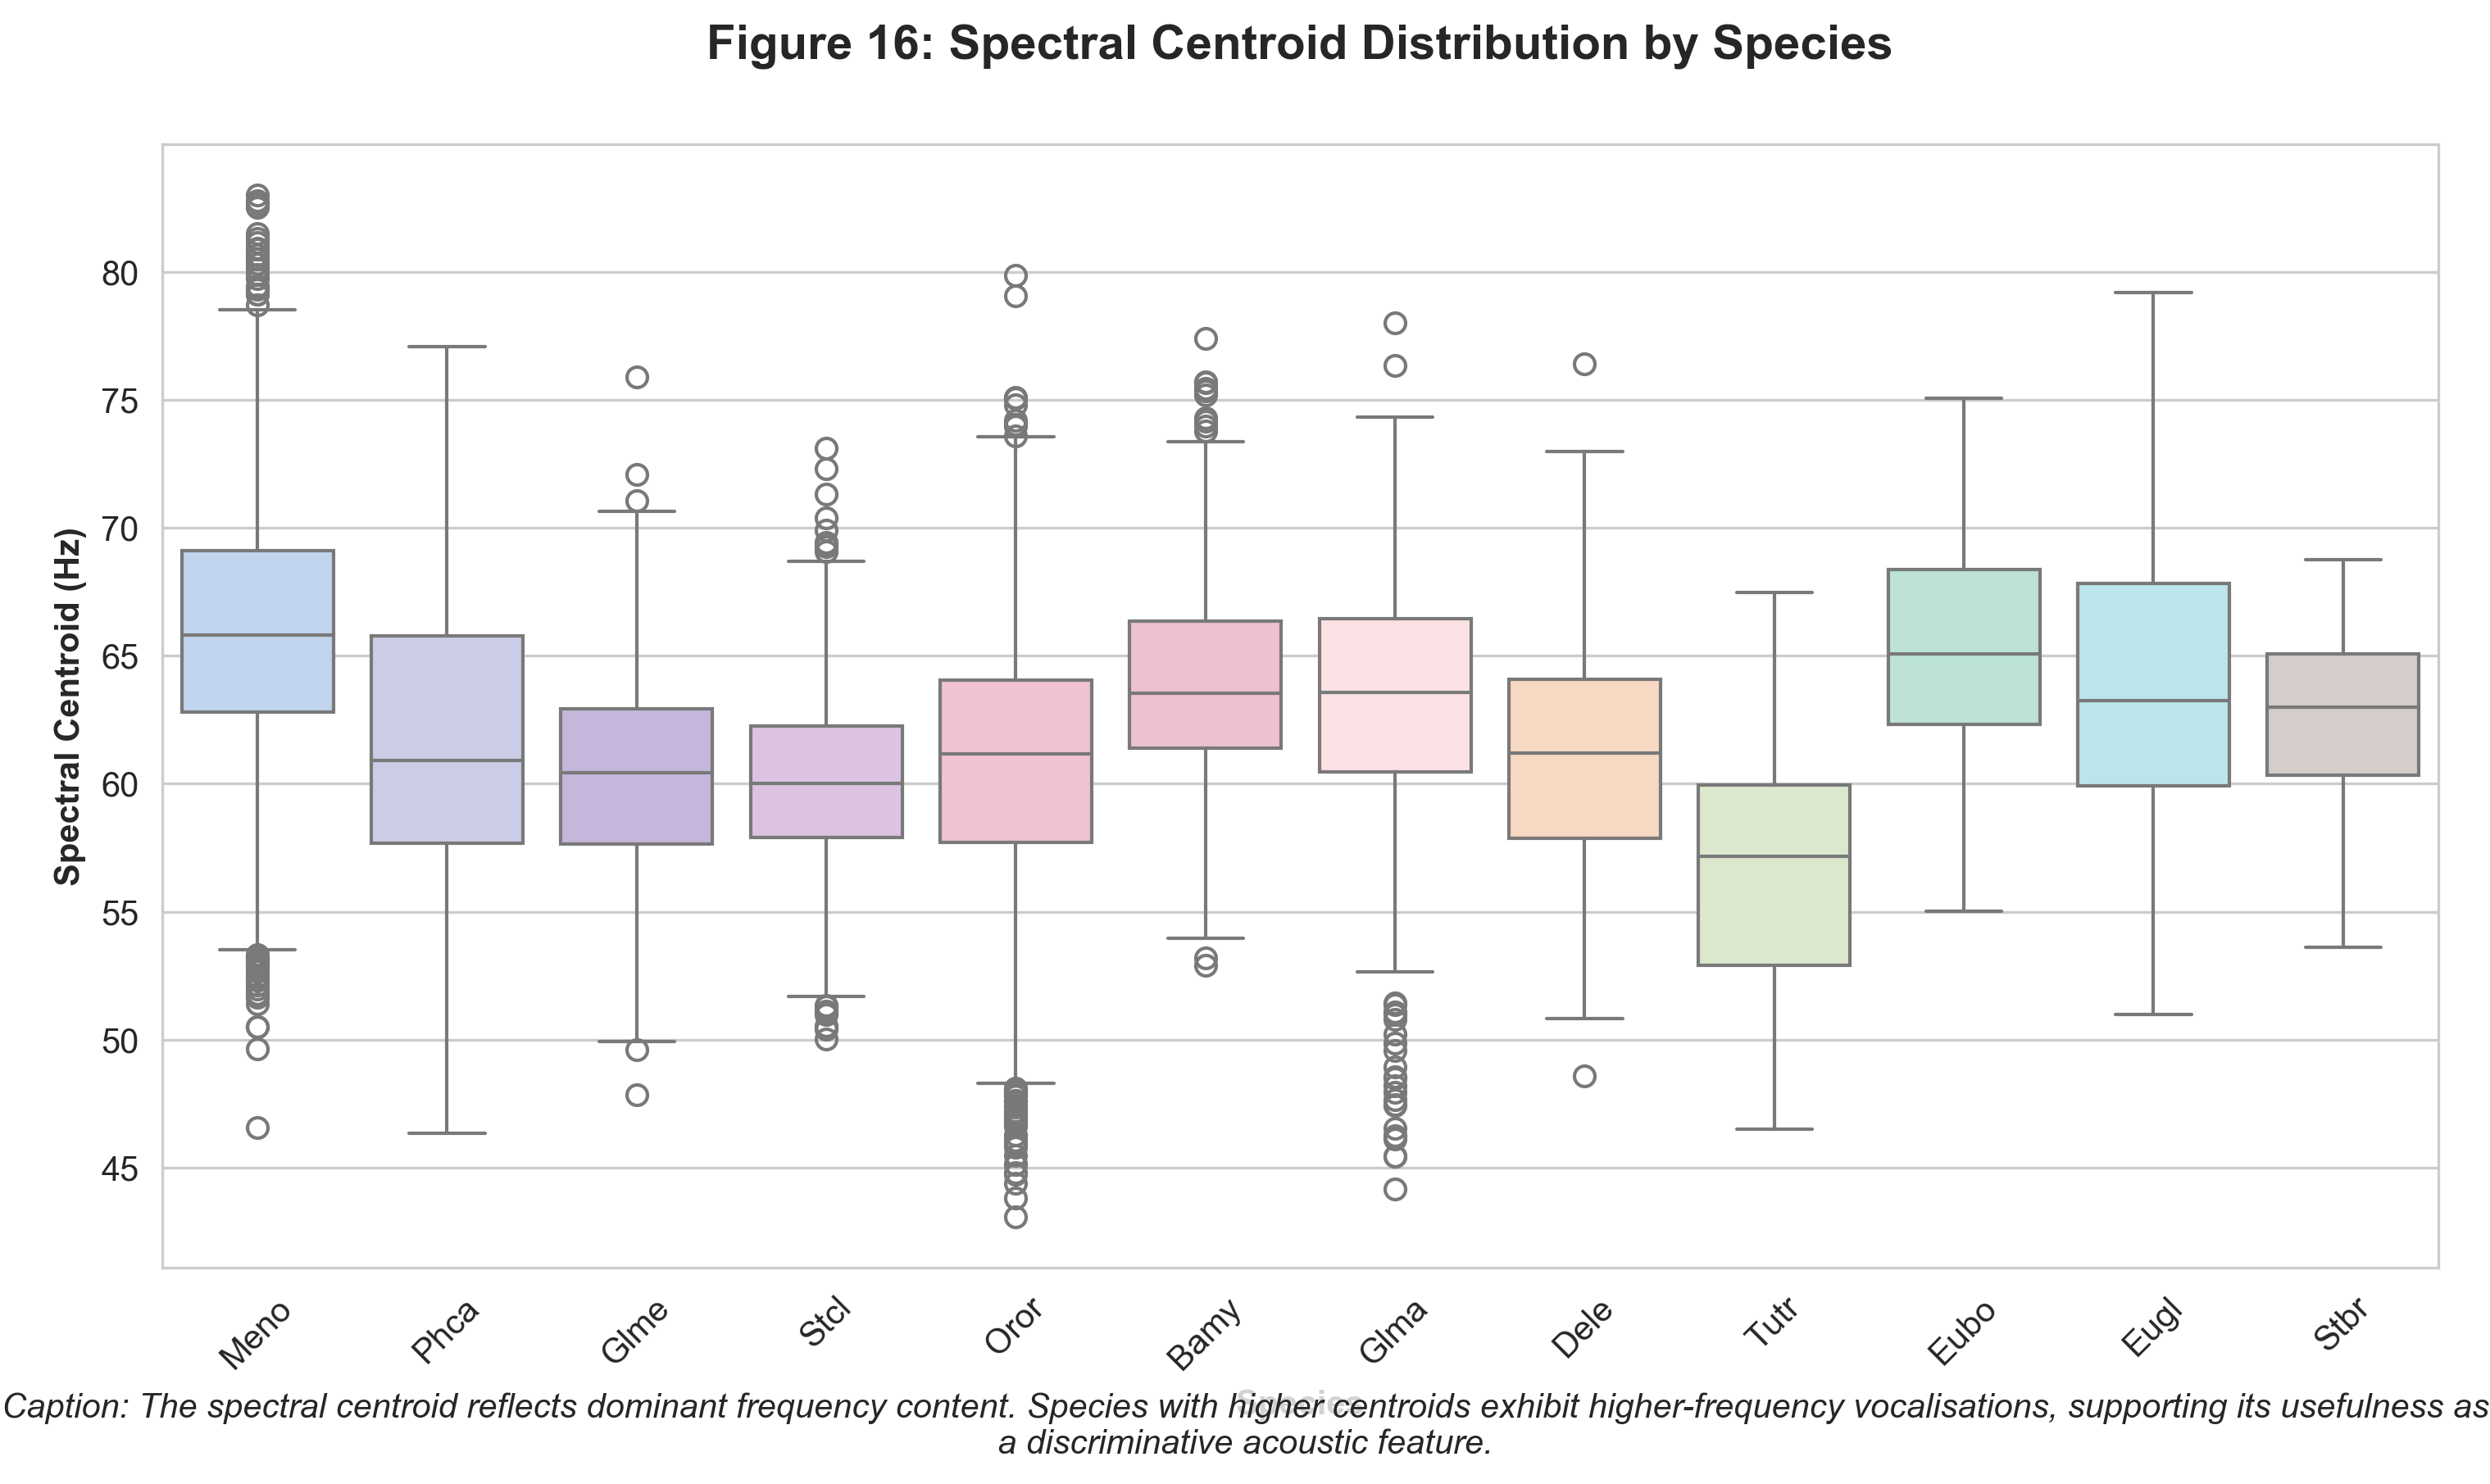 Figure 16: Spectral Centroid Distribution by Species
Spectral Centroid (Hz)
80
75
70
65
60
55
50
45
Meno
Phca
Glme
Stcl
Oror
Bamy
Glma
Dele
Tutr
Eubo
Eugl
Stbr
Species
Caption: The spectral centroid reflects dominant frequency content. Species with higher centroids exhibit higher-frequency vocalisations, supporting its usefulness as
a discriminative acoustic feature.